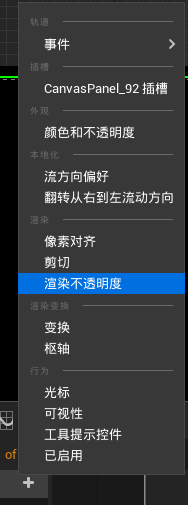 轨道
事件
插槽
CanvasPanel_92 插槽
外观
颜色和不透明度
本地化
流方向偏好
翻转从右到左流动方向
渲染
像素对齐
剪切
渲染不透明度
渲染变换
变换
枢轴
行为
光标
可视性
工具提示控件
已启用
of